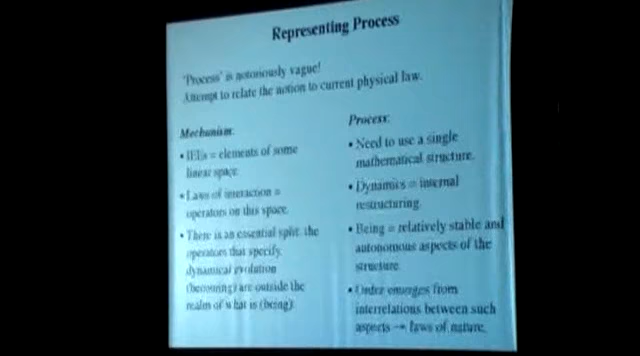 Representing Process
'Process' is notoriously vague!
Attempt to relate the notion to current physical law.
Mechanism:
• = elements of some
linear space.
• Laws of interaction =
operators on this space.
• There is an essential split: the
operators that specify
dynamical evolution
(becoming) are outside the
realm of what is (being).
Process:
• Need to use a single
mathematical structure.
• Dynamics = internal
restructuring.
• Being = relatively stable and
autonomous aspects of the
structure.
• Order emerges from
interrelations between such
aspects → laws of nature.